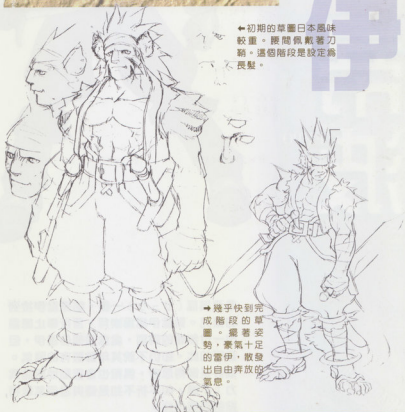 伊
←初期的草圖日本風味
較重。腰間佩戴著刀
鞘。這個階段是設定為
長髮。
→幾乎快到完
成階段的草
圖。擺著姿
勢,豪氣十足
的雷伊,散發
出自由奔放的
氣息。